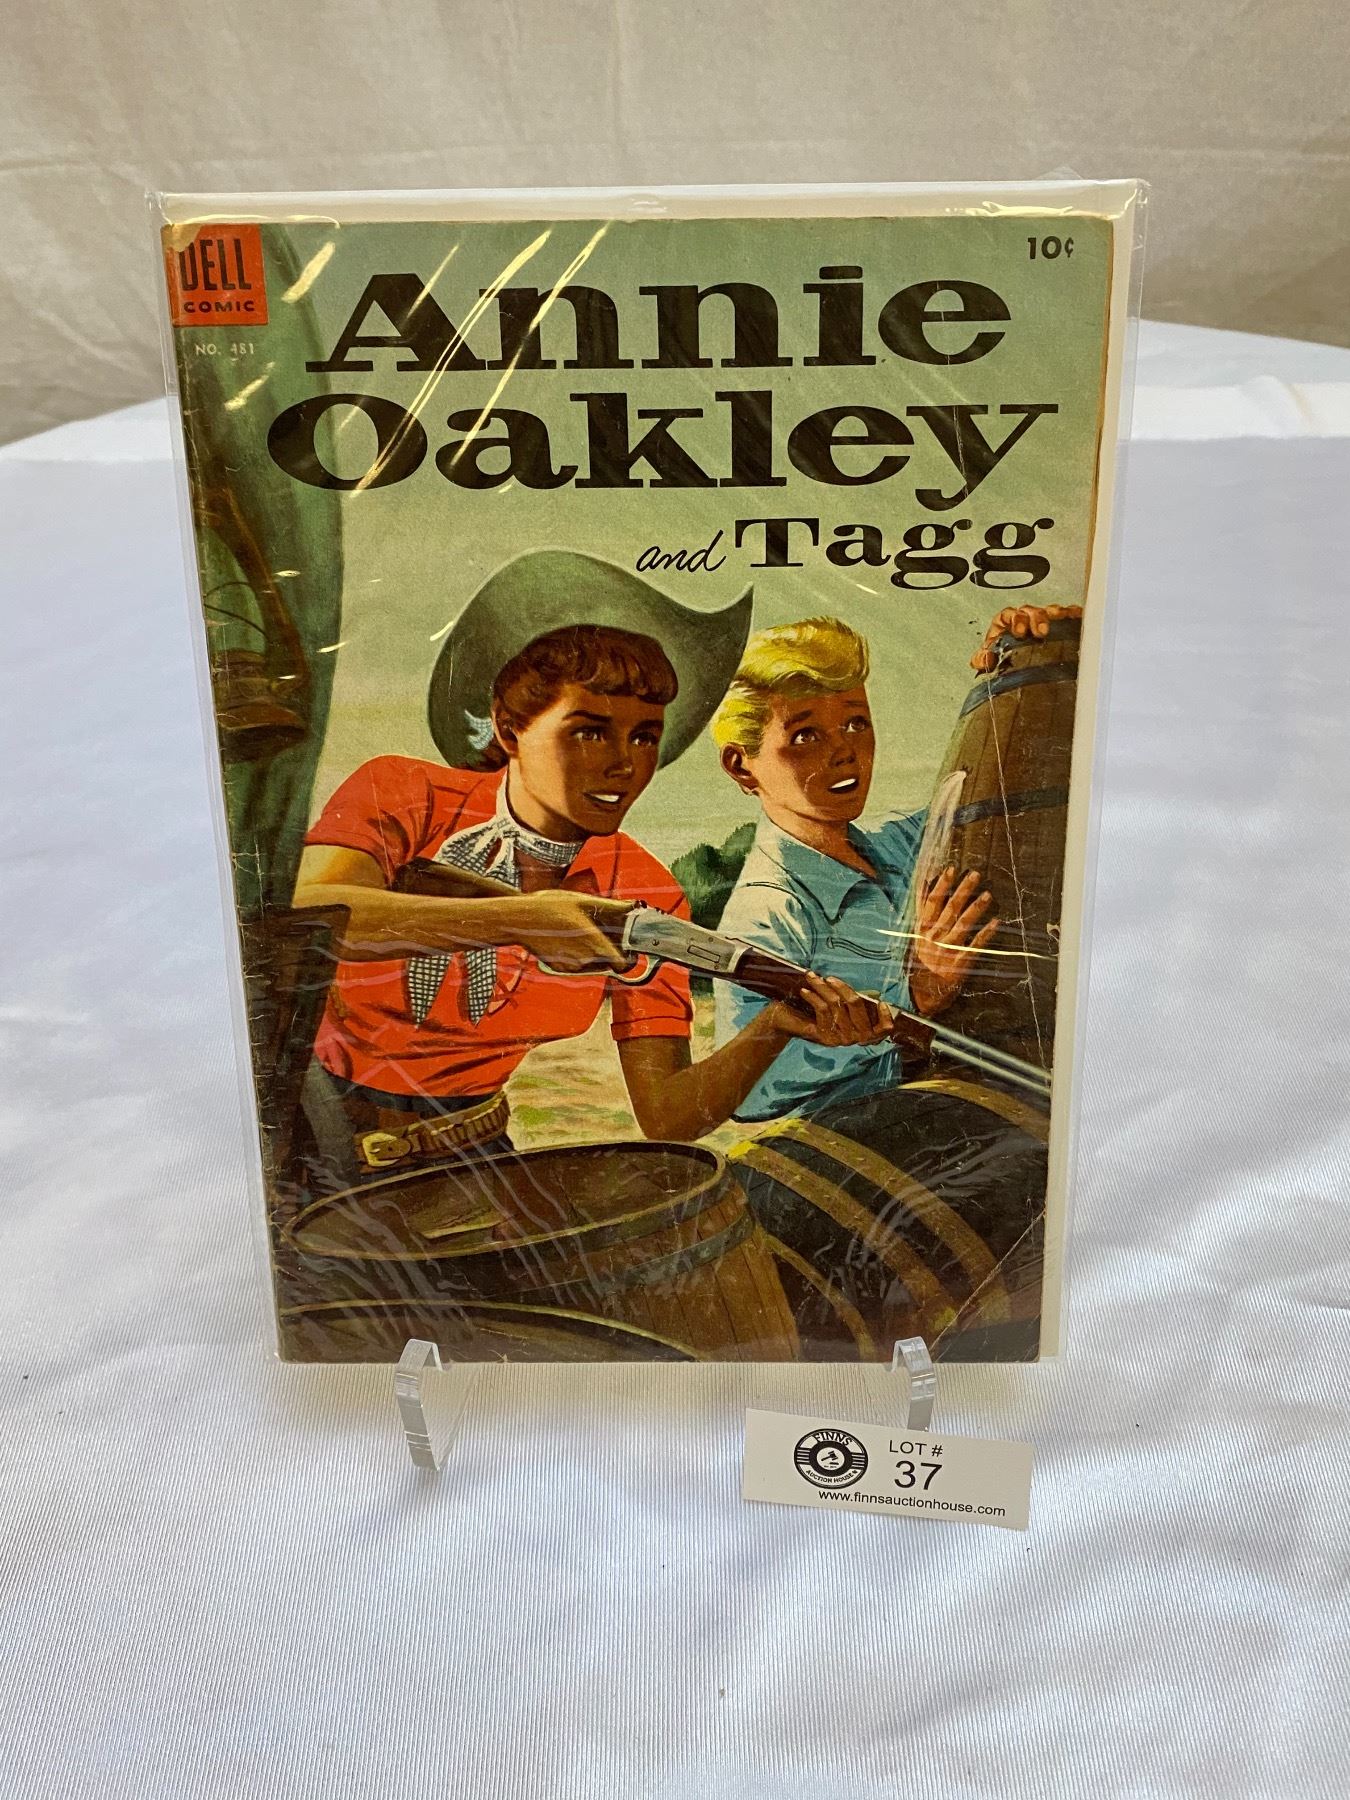 DELL
COMIC
10¢
NO. 481
Annie
Oakley
and Tagg
FINNS
AUCTION HOUSE
LOT #
37
www.finnsauctionhouse.com